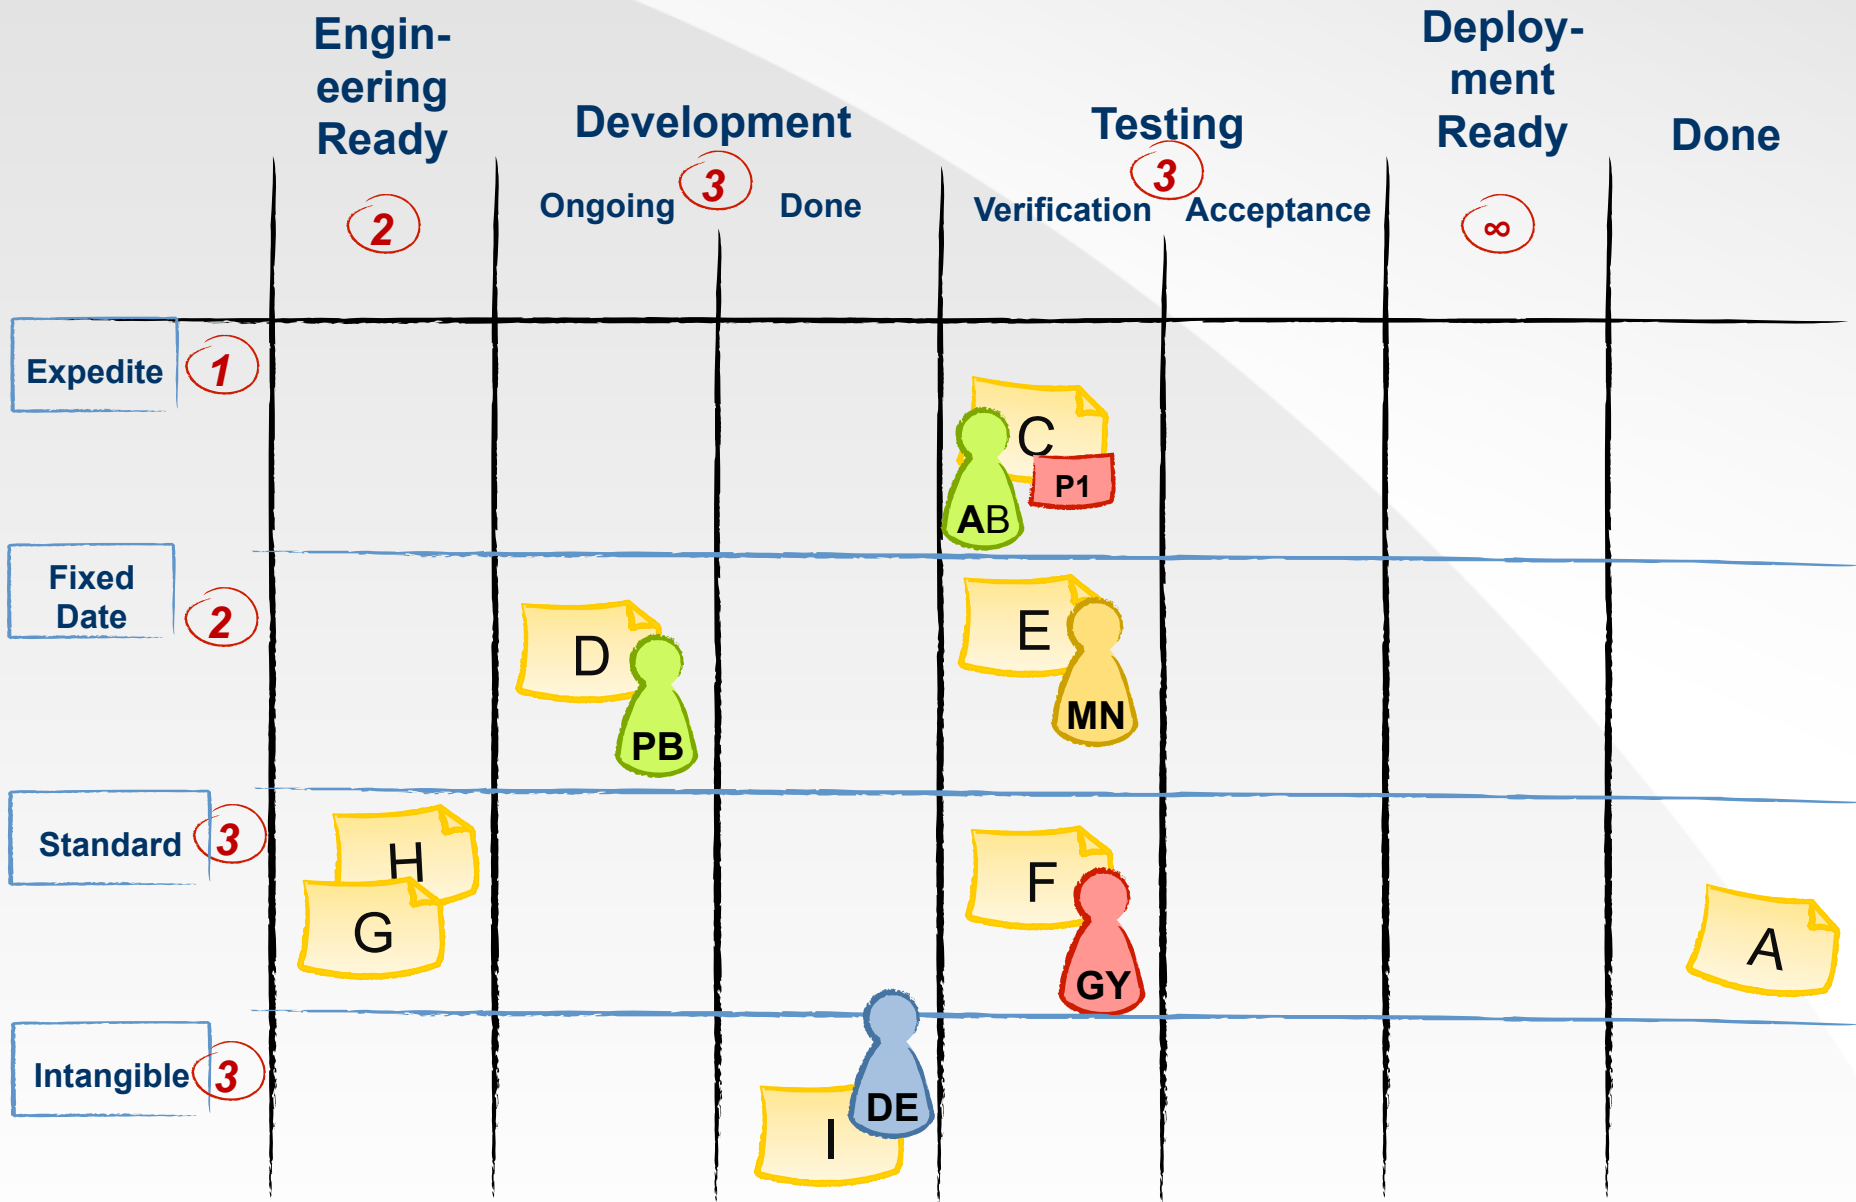 Engin-
eering
Ready
2
Development
3
Ongoing
Done
Testing
3
Verification
Acceptance
Deploy-
ment
Ready
∞
Done
Expedite
1
C
P1
AB
Fixed
Date
2
D
PB
E
MN
Standard
3
H
G
F
GY
A
Intangible
3
I
DE